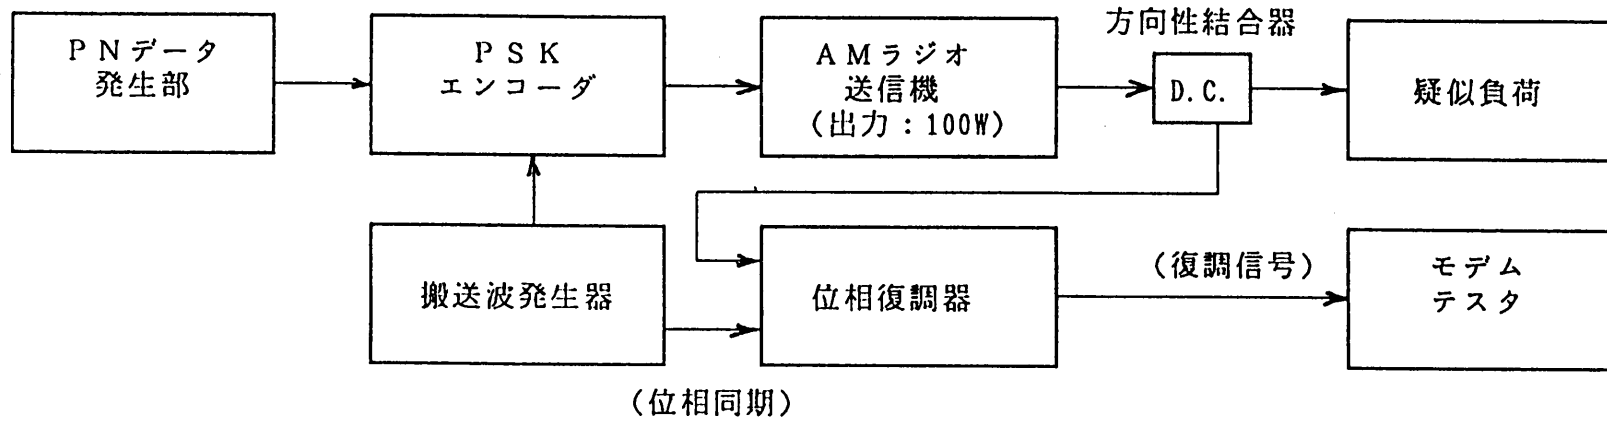 方向性結合器
PNデータ
発生部
PSK
エンコーダ
AMラジオ
送信機
(出力:100W)
D.C.
疑似負荷
搬送波発生器
位相復調器
(復調信号)
モデム
テスタ
(位相同期)